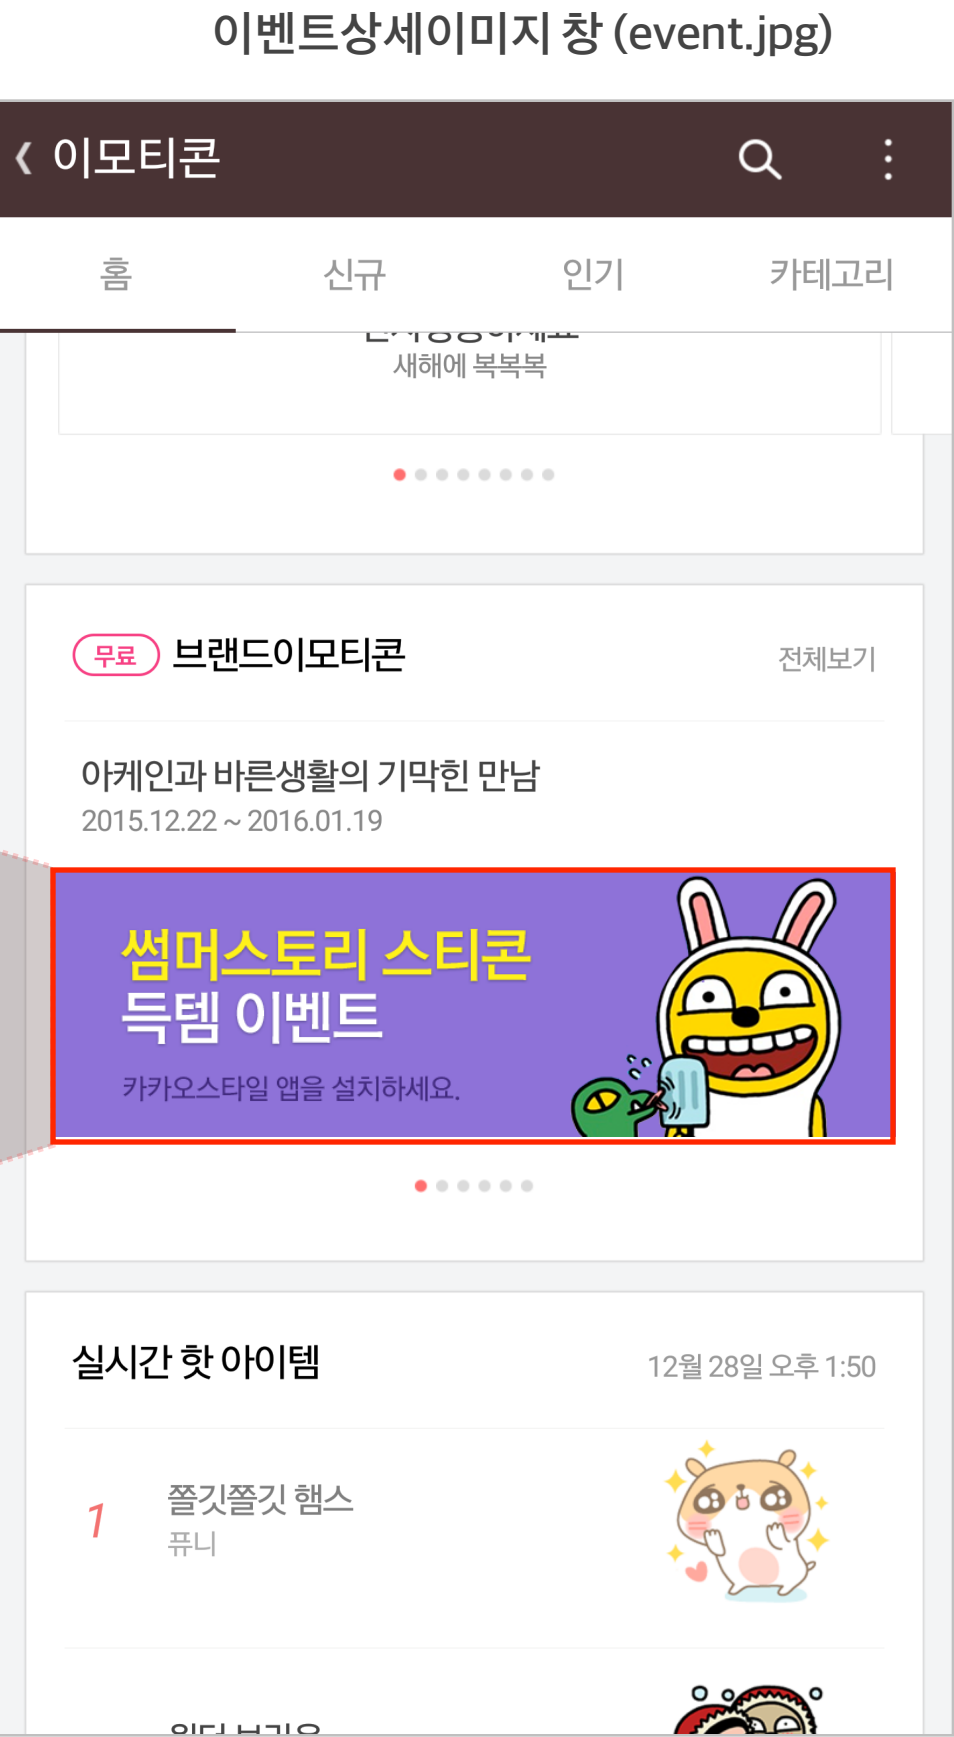 이벤트상세이미지 창 (event.jpg)
이모티콘
홈 신규 인기 카테고리
새해에 복복복
무료 브랜드이모티콘 전체보기
아케인과 바른생활의 기막힌 만남
2015.12.22 ~ 2016.01.19
썸머스토리 스티콘
득템 이벤트
카카오스타일 앱을 설치하세요.
실시간 핫 아이템 12월 28일 오후 1:50
1 쫄깃쫄깃 햄스
퓨니